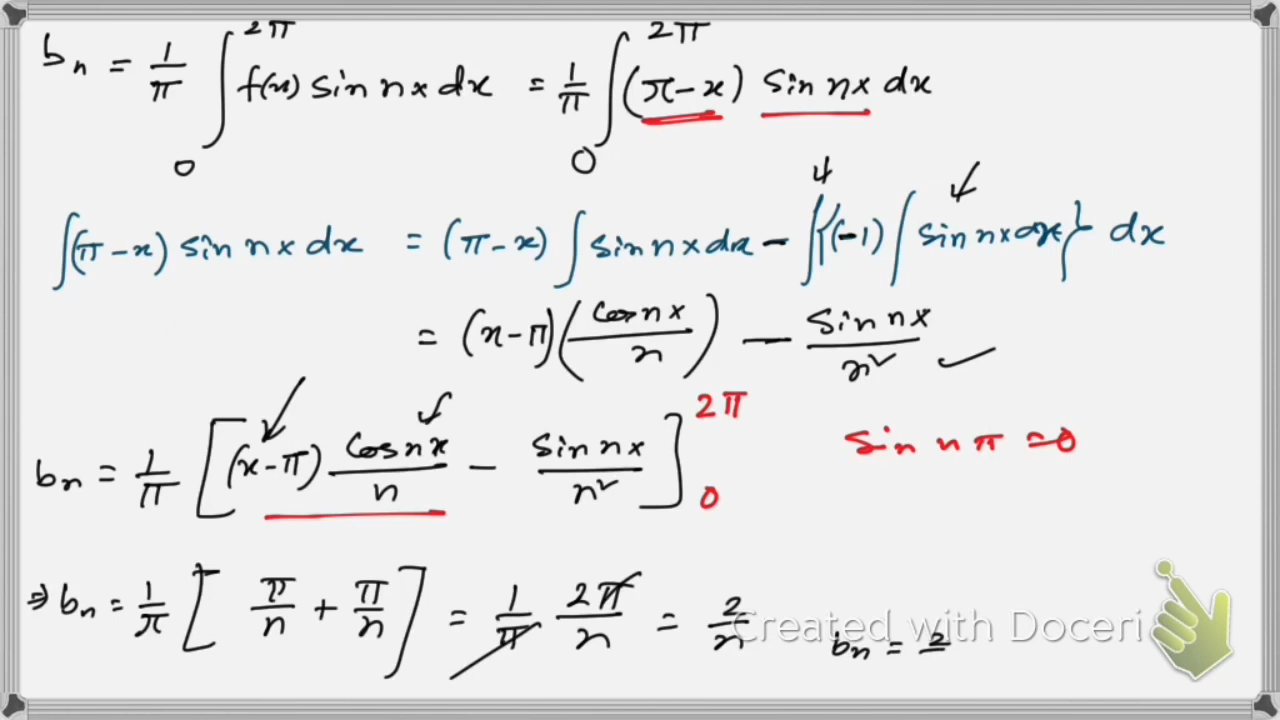 bₙ = 1/π ∫₀^2π f(x) sin nx dx = 1/π ∫₀^2π (π-x) sin nx dx
∫(π-x) sin nx dx = (π-x) ∫ sin nx dx - ∫{(-1) ∫ sin nx dx} dx
= (x-π)(cos nx/n) - sin nx/n²
bₙ = 1/π [(x-π) cos nx/n - sin nx/n²]₀^2π sin nπ = 0
⇒ bₙ = 1/π [π/n + π/n] = 1/π 2π/n = 2/n
Created with Doceri
bₙ = 2